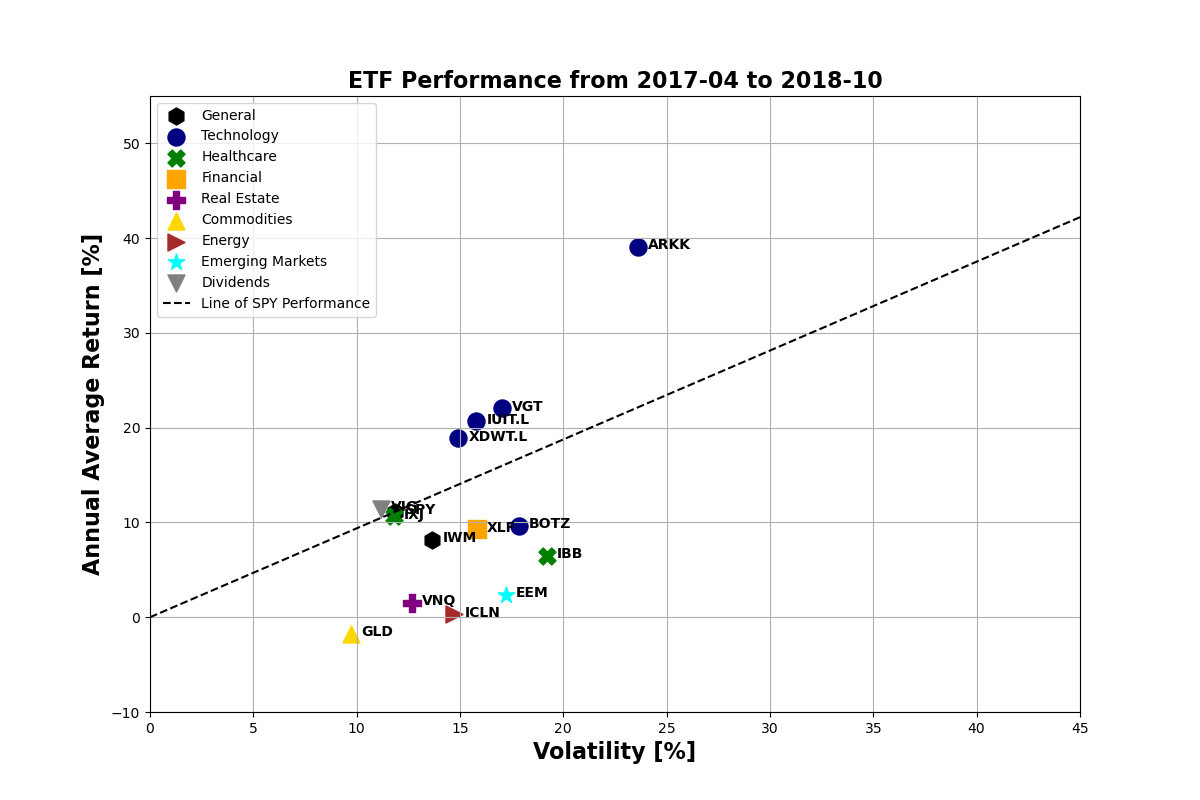 ETF Performance from 2017-04 to 2018-10
General
Technology
Healthcare
Financial
Real Estate
Commodities
Energy
Emerging Markets
Dividends
Line of SPY Performance
Annual Average Return [%]
50
40
30
20
10
0
−10
ARKK
VGT
IUIT.L
XDWT.L
VIG
SPY
IXJ
XLF
BOTZ
IWM
IBB
EEM
VNQ
ICLN
GLD
0
5
10
15
20
25
30
35
40
45
Volatility [%]